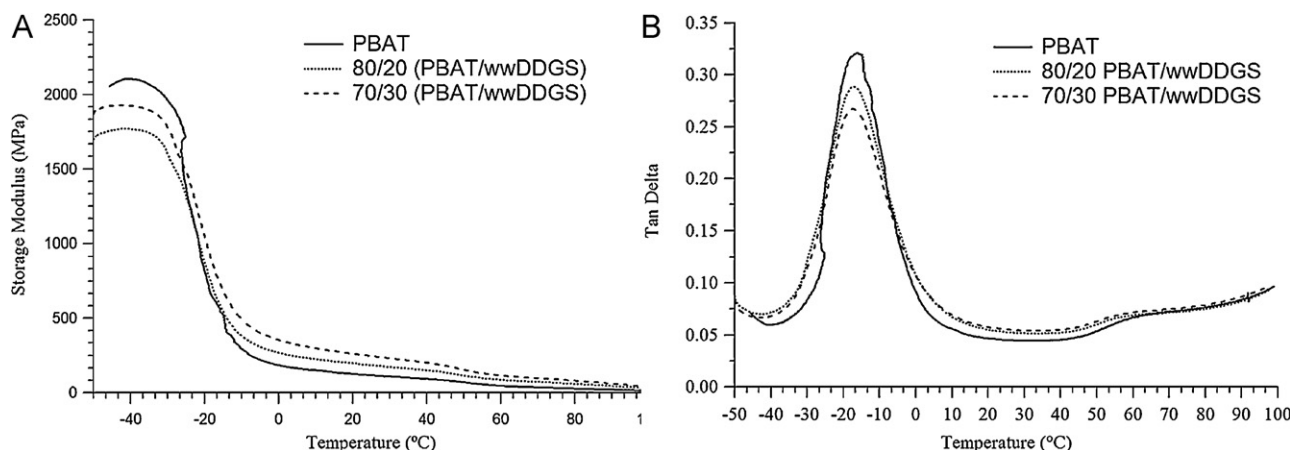 A
PBAT
80/20 (PBAT/wwDDGS)
70/30 (PBAT/wwDDGS)
Storage Modulus (MPa)
2500
2000
1500
1000
500
0
-40 -20 0 20 40 60 80 1
Temperature (ºC)
B
PBAT
80/20 PBAT/wwDDGS
70/30 PBAT/wwDDGS
Tan Delta
0.35
0.30
0.25
0.20
0.15
0.10
0.05
0.00
-50 -40 -30 -20 -10 0 10 20 30 40 50 60 70 80 90 100
Temperature (ºC)